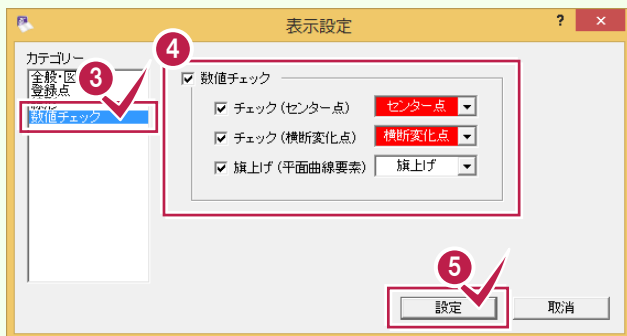 表示設定
?
×
カテゴリー
全般・図
登録点
数値チェック
3
4
数値チェック
チェック(センター点)
センター点
チェック(横断変化点)
横断変化点
旗上げ(平面曲線要素)
旗上げ
5
設定
取消